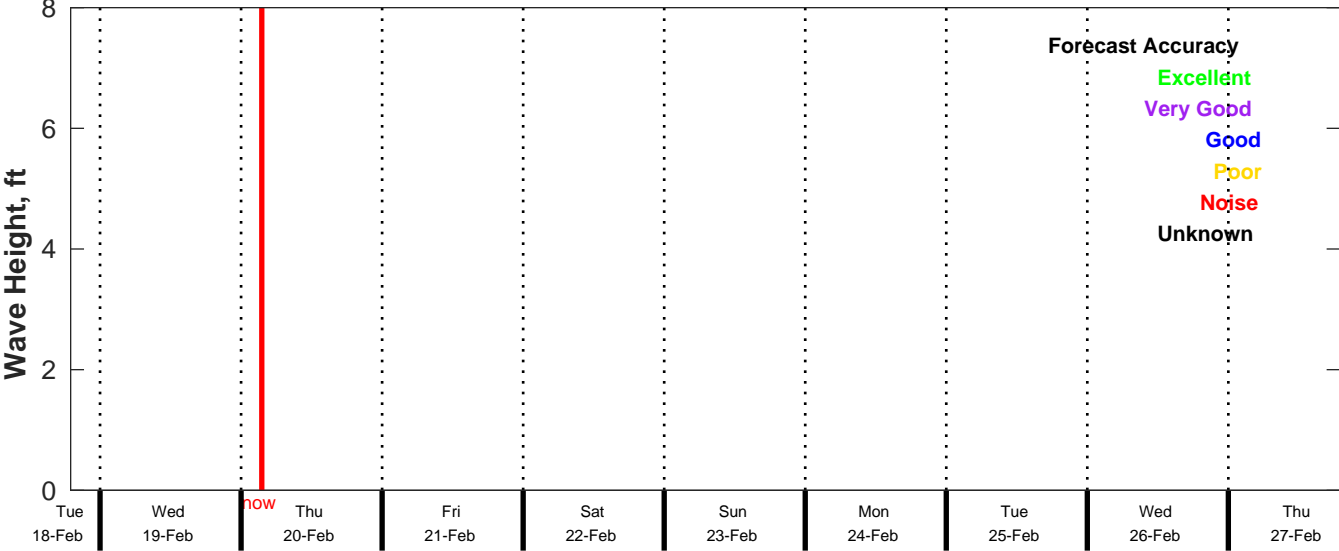 8
Forecast Accuracy
Excellent
Very Good
6
Good
Poor
Noise
Unknown
4
Wave Height, ft
2
0
now
Tue Wed Thu Fri Sat Sun Mon Tue Wed Thu
18-Feb 19-Feb 20-Feb 21-Feb 22-Feb 23-Feb 24-Feb 25-Feb 26-Feb 27-Feb